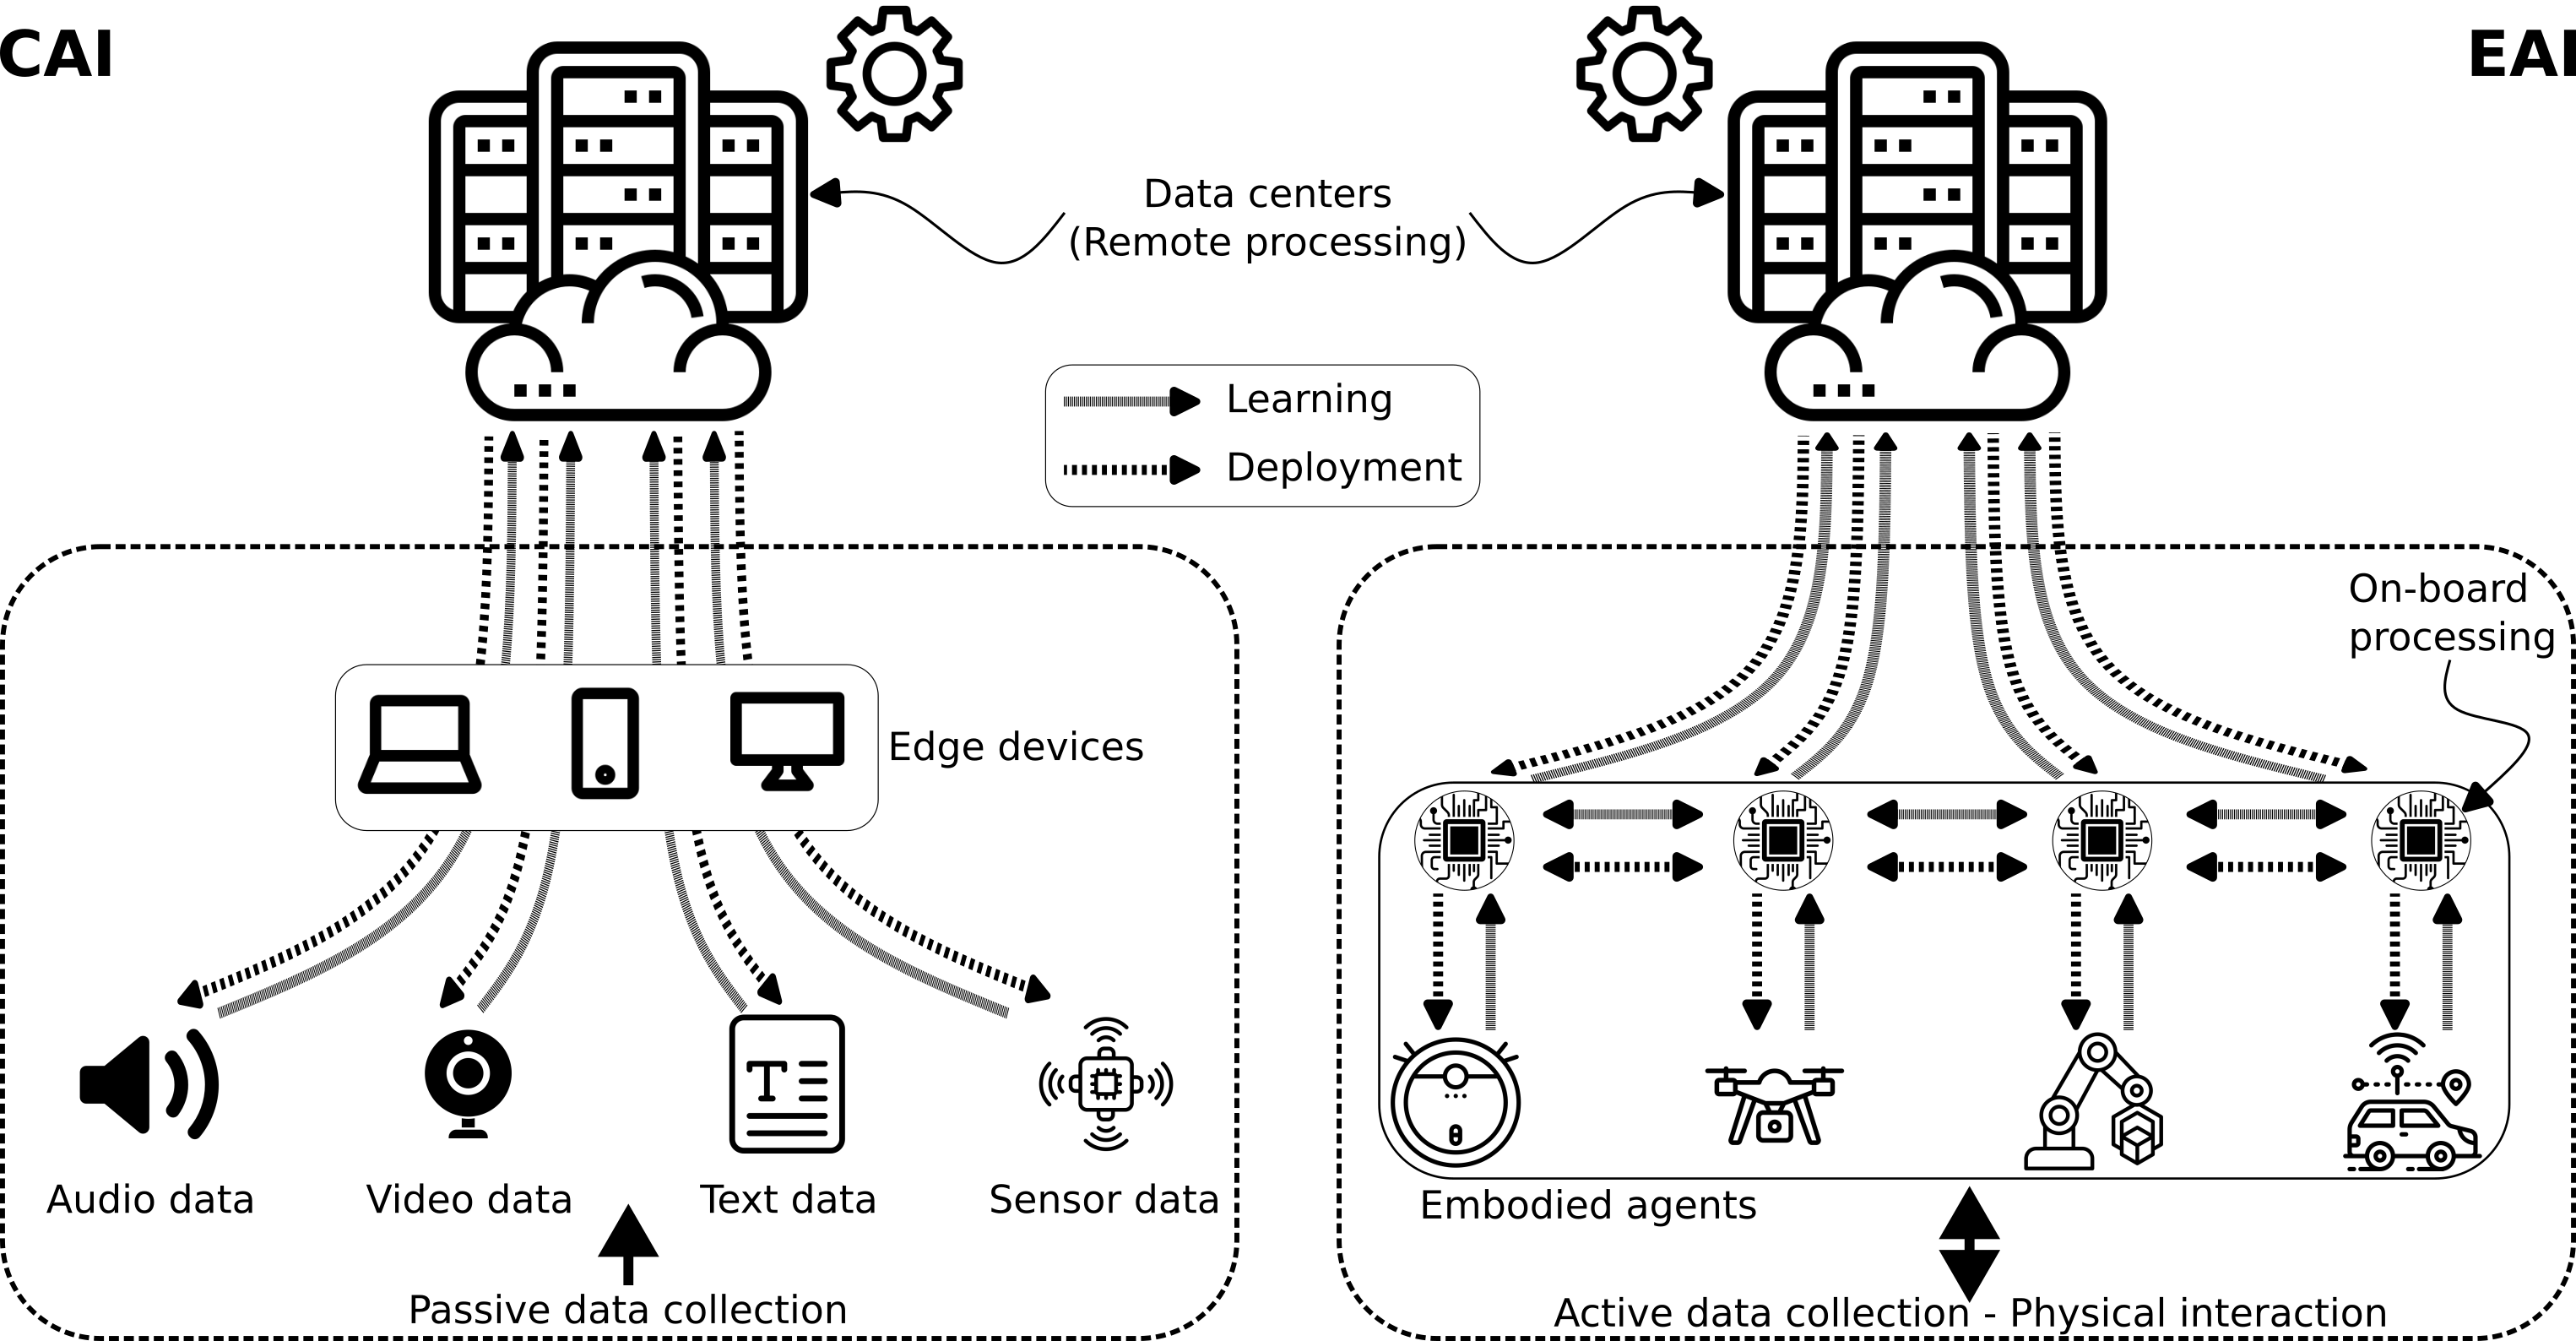 CAI
EAI
Data centers
(Remote processing)
Learning
Deployment
On-board
processing
Edge devices
Audio data
Video data
Text data
Sensor data
Embodied agents
Passive data collection
Active data collection - Physical interaction